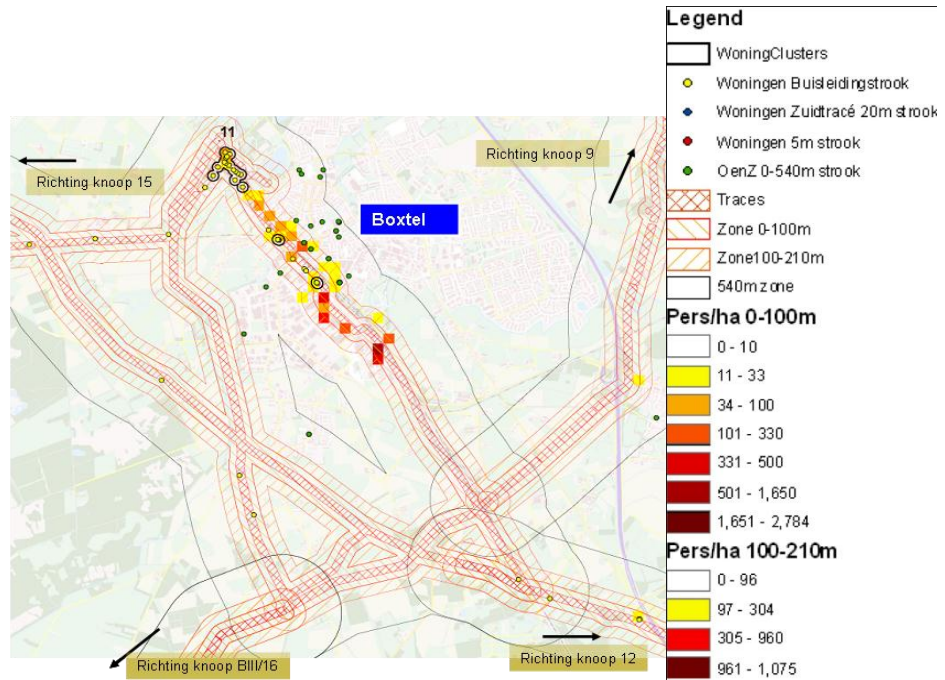 11
Richting knoop 15
Richting knoop 9
Boxtel
Richting knoop BIII/16
Richting knoop 12
Legend
WoningClusters
Woningen Buisleidingstrook
Woningen Zuidtracé 20m strook
Woningen 5m strook
OenZ 0-540m strook
Traces
Zone 0-100m
Zone100-210m
540m zone
Pers/ha 0-100m
0 - 10
11 - 33
34 - 100
101 - 330
331 - 500
501 - 1,650
1,651 - 2,784
Pers/ha 100-210m
0 - 96
97 - 304
305 - 960
961 - 1,075